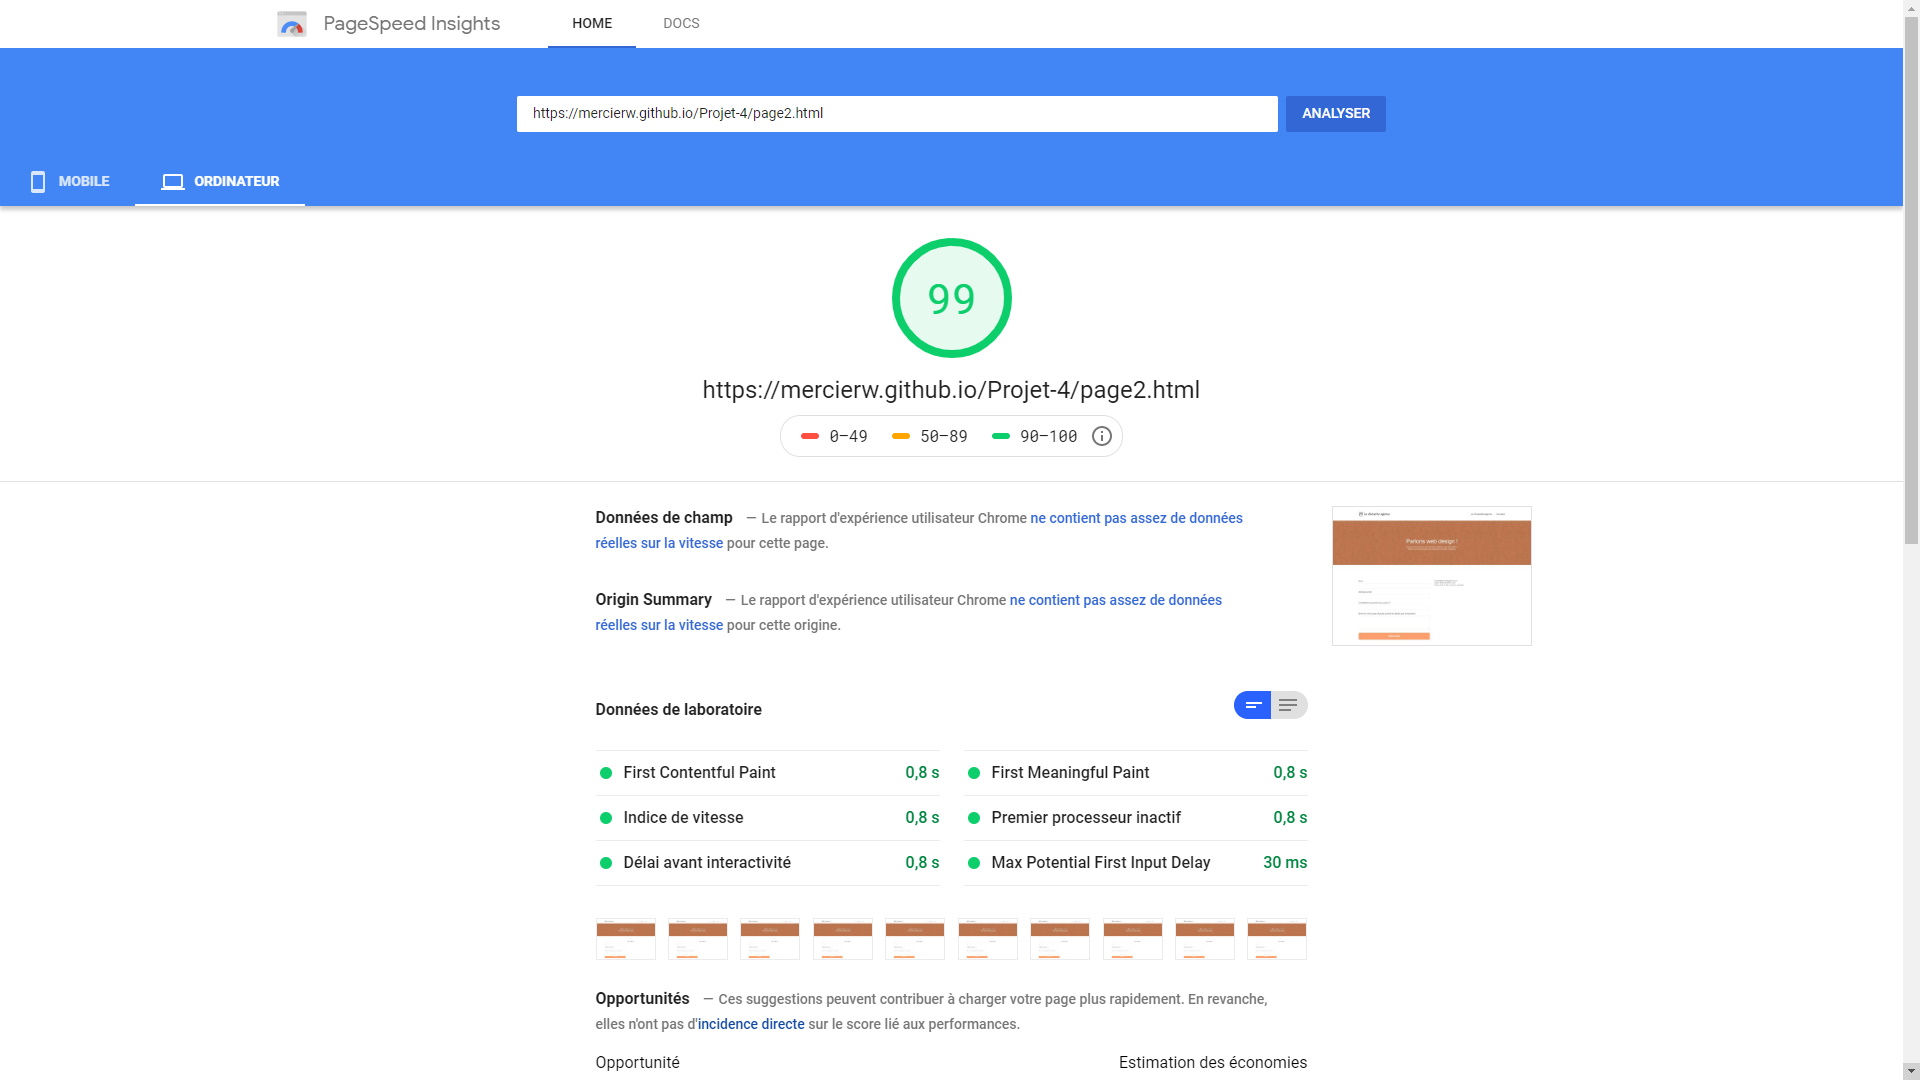 PageSpeed Insights
HOME
DOCS
https://mercierw.github.io/Projet-4/page2.html
ANALYSER
MOBILE
ORDINATEUR
99
https://mercierw.github.io/Projet-4/page2.html
0–49 50–89 90–100
Données de champ — Le rapport d'expérience utilisateur Chrome ne contient pas assez de données
réelles sur la vitesse pour cette page.
Parlons web design !
Origin Summary — Le rapport d'expérience utilisateur Chrome ne contient pas assez de données
réelles sur la vitesse pour cette origine.
Données de laboratoire
First Contentful Paint 0,8 s
First Meaningful Paint 0,8 s
Indice de vitesse 0,8 s
Premier processeur inactif 0,8 s
Délai avant interactivité 0,8 s
Max Potential First Input Delay 30 ms
Opportunités — Ces suggestions peuvent contribuer à charger votre page plus rapidement. En revanche,
elles n'ont pas d'incidence directe sur le score lié aux performances.
Opportunité
Estimation des économies